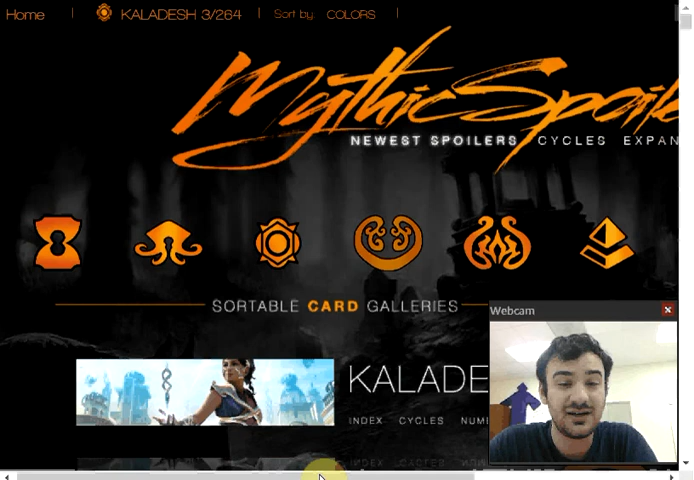 Home | KALADESH 3/264 | Sort by: COLORS |
MythicSpoile
NEWEST SPOILERS CYCLES EXPAN
SORTABLE CARD GALLERIES
Webcam
KALADE
INDEX CYCLES NUME